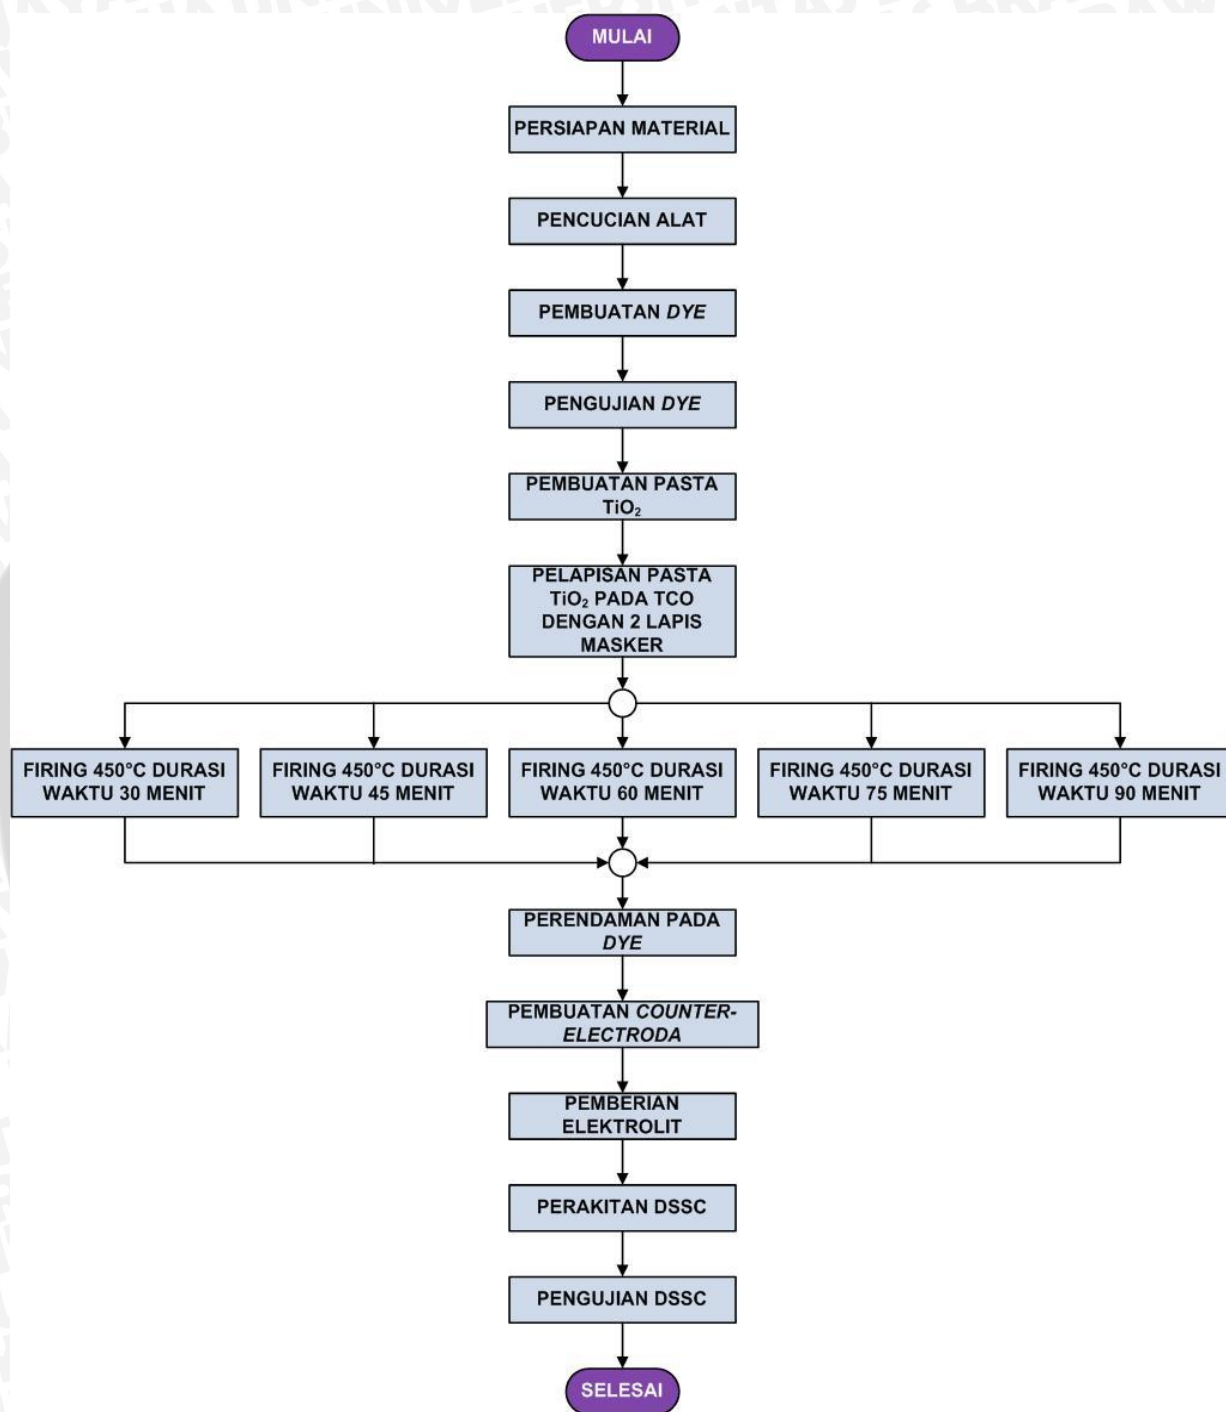 MULAI
PERSIAPAN MATERIAL
PENCUCIAN ALAT
PEMBUATAN DYE
PENGUJIAN DYE
PEMBUATAN PASTA
TiO₂
PELAPISAN PASTA
TiO₂ PADA TCO
DENGAN 2 LAPIS
MASKER
FIRING 450°C DURASI
WAKTU 30 MENIT
FIRING 450°C DURASI
WAKTU 45 MENIT
FIRING 450°C DURASI
WAKTU 60 MENIT
FIRING 450°C DURASI
WAKTU 75 MENIT
FIRING 450°C DURASI
WAKTU 90 MENIT
PERENDAMAN PADA
DYE
PEMBUATAN COUNTER-
ELECTRODA
PEMBERIAN
ELEKTROLIT
PERAKITAN DSSC
PENGUJIAN DSSC
SELESAI